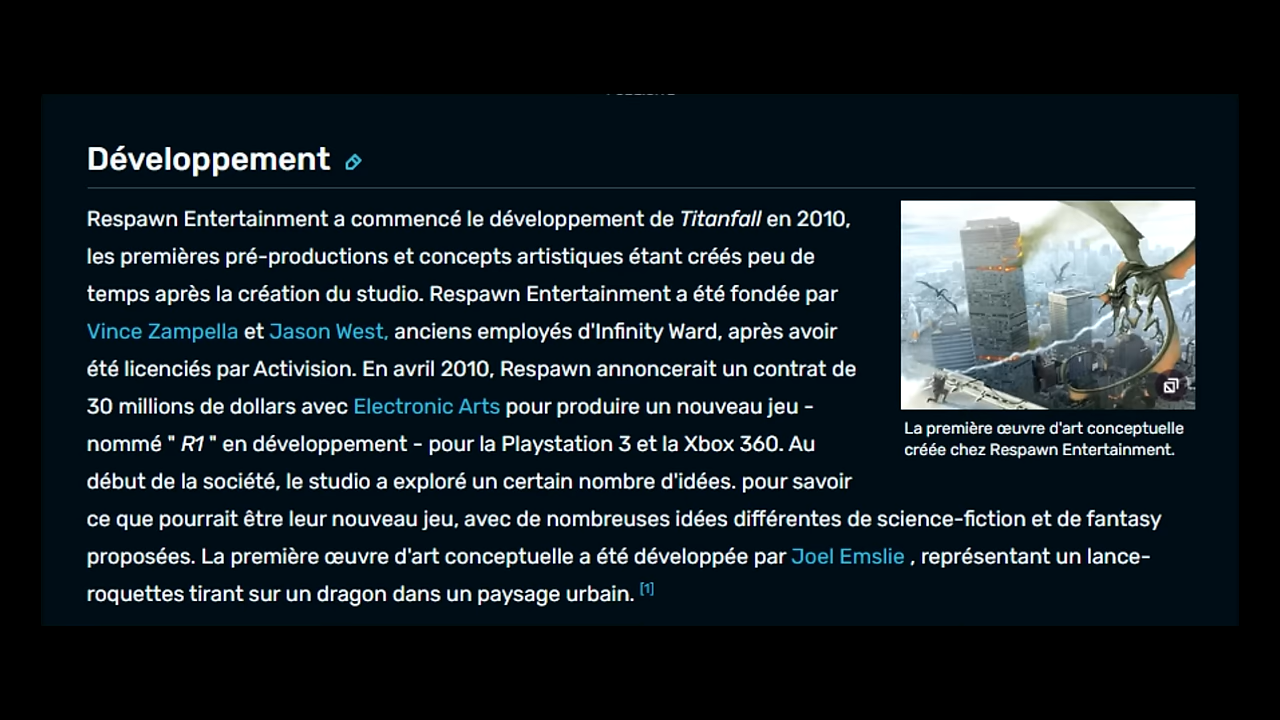 Développement
Respawn Entertainment a commencé le développement de Titanfall en 2010,
les premières pré-productions et concepts artistiques étant créés peu de
temps après la création du studio. Respawn Entertainment a été fondée par
Vince Zampella et Jason West, anciens employés d'Infinity Ward, après avoir
été licenciés par Activision. En avril 2010, Respawn annoncerait un contrat de
30 millions de dollars avec Electronic Arts pour produire un nouveau jeu -
nommé " R1 " en développement - pour la Playstation 3 et la Xbox 360. Au
début de la société, le studio a exploré un certain nombre d'idées. pour savoir
ce que pourrait être leur nouveau jeu, avec de nombreuses idées différentes de science-fiction et de fantasy
proposées. La première œuvre d'art conceptuelle a été développée par Joel Emslie , représentant un lance-
roquettes tirant sur un dragon dans un paysage urbain. [1]
La première œuvre d'art conceptuelle
créée chez Respawn Entertainment.